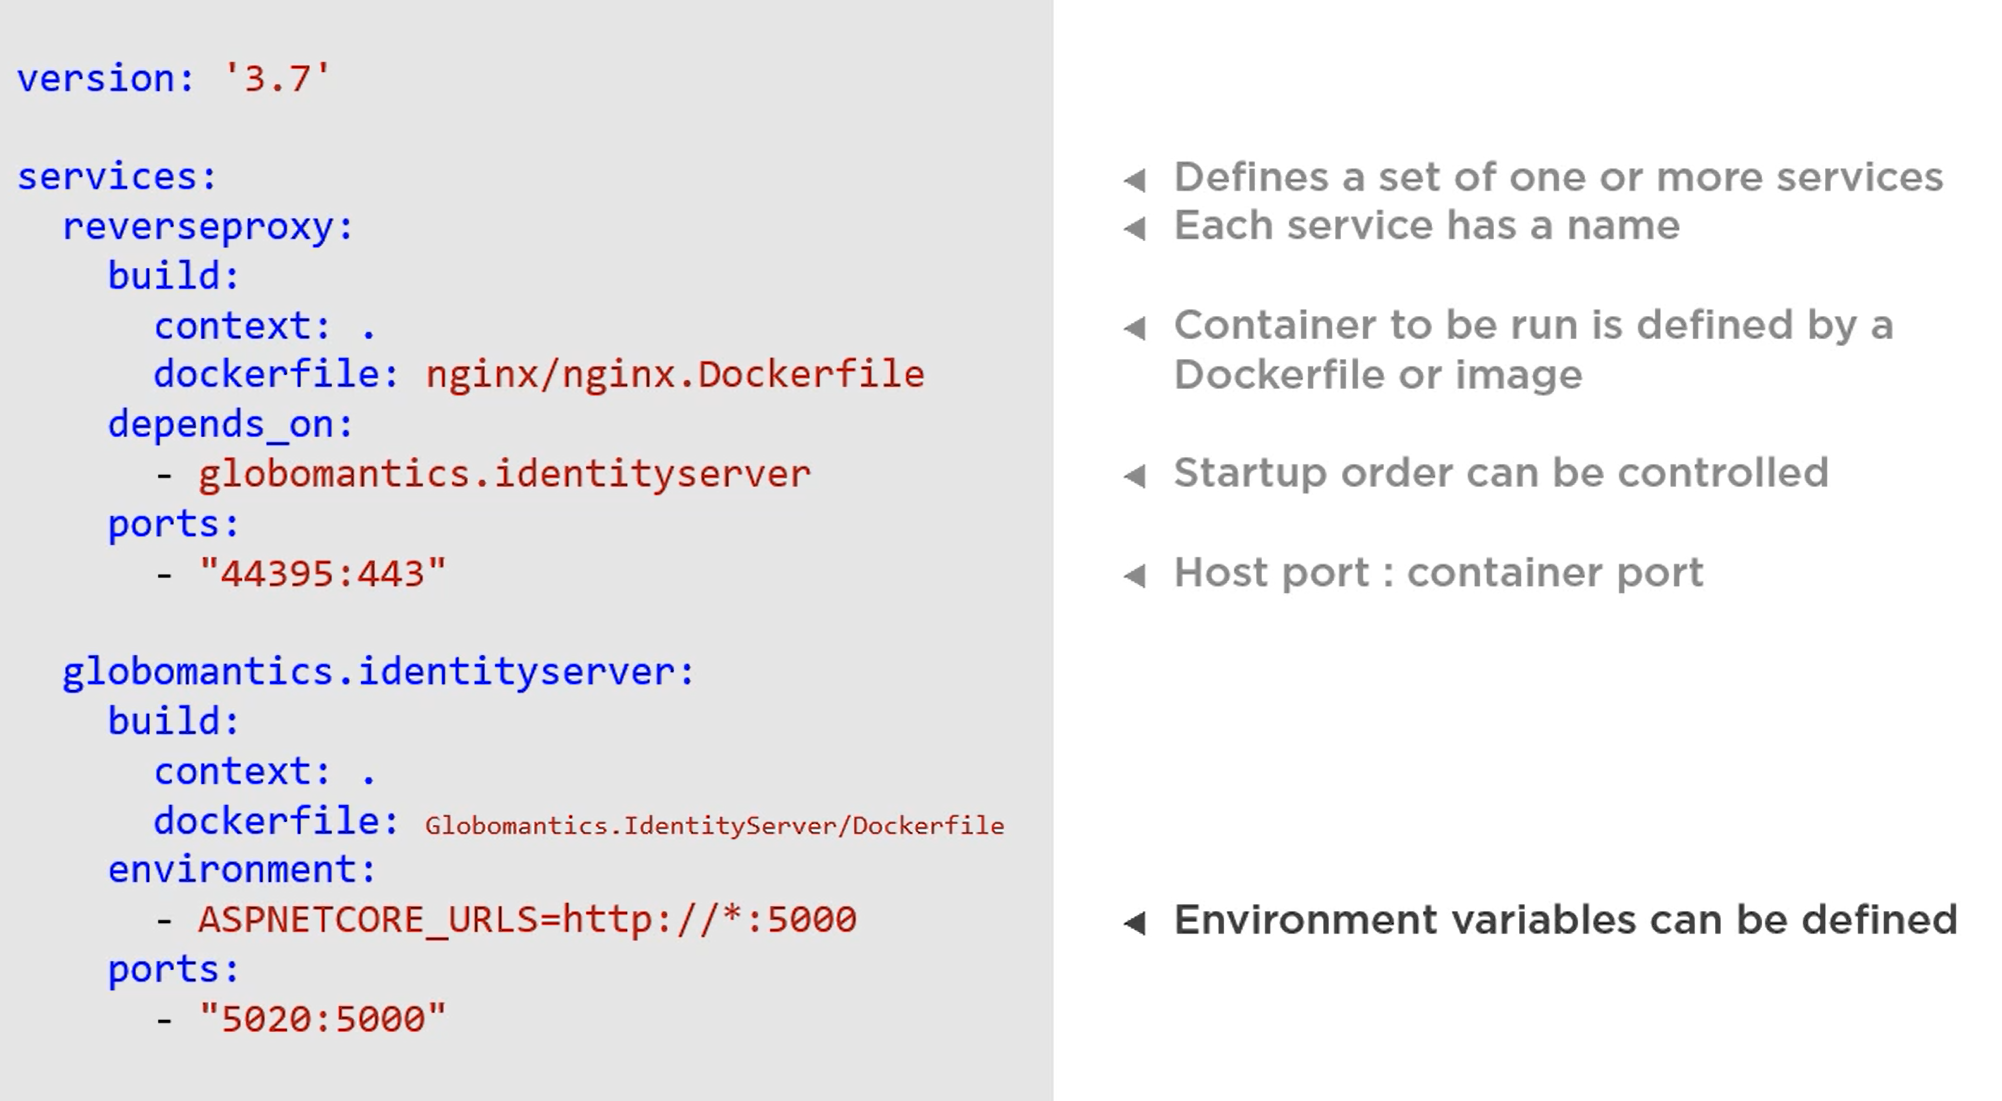 version: '3.7'
services:
reverseproxy:
build:
context: .
dockerfile: nginx/nginx.Dockerfile
depends_on:
- globomantics.identityserver
ports:
- "44395:443"
globomantics.identityserver:
build:
context: .
dockerfile: Globomantics.IdentityServer/Dockerfile
environment:
- ASPNETCORE_URLS=http://*:5000
ports:
- "5020:5000"
Defines a set of one or more services
Each service has a name
Container to be run is defined by a
Dockerfile or image
Startup order can be controlled
Host port : container port
Environment variables can be defined